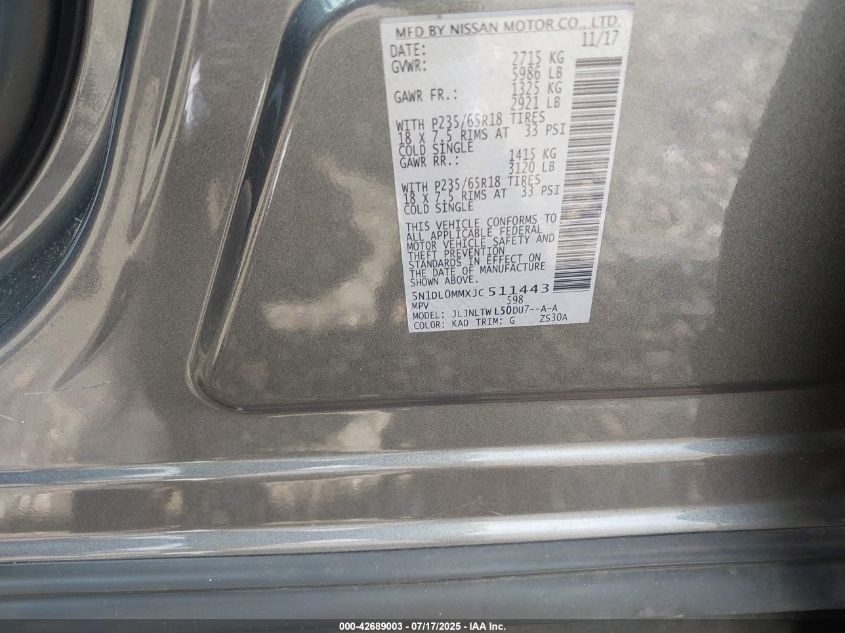 MFD BY NISSAN MOTOR CO., LTD.
DATE: 11/17
GVWR: 2715 KG
5986 LB
GAWR FR.: 1325 KG
2921 LB
WITH P235/65R18 TIRES
18 X 7.5 RIMS AT 33 PSI
COLD SINGLE
GAWR RR.: 1415 KG
3120 LB
WITH P235/65R18 TIRES
18 X 7.5 RIMS AT 33 PSI
COLD SINGLE
THIS VEHICLE CONFORMS TO
ALL APPLICABLE FEDERAL
MOTOR VEHICLE SAFETY AND
THEFT PREVENTION
STANDARDS IN EFFECT ON
THE DATE OF MANUFACTURE
SHOWN ABOVE.
5N1DL0MMXJC511443
MPV 598
MODEL: JLJNLTWL50DU7--A-A
COLOR: KAD TRIM: G ZS30A
000-42689003 / 07/17/2025 - IAA Inc.